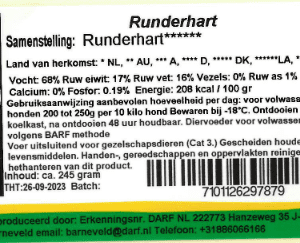 Runderhart
Samenstelling: Runderhart******
Land van herkomst: * NL, ** AU, *** A, **** D, ***** DK, ******LA, *
Vocht: 68% Ruw eiwit: 17% Ruw vet: 16% Vezels: 0% Ruw as 1%
Calcium: 0% Fosfor: 0.19% Energie: 208 kcal / 100 gr
Gebruiksaanwijzing aanbevolen hoeveelheid per dag: voor volwass
honden 200 tot 250g per 10 kilo hond Bewaren bij -18°C. Ontdooien
koelkast, na ontdooien 48 uur houdbaar. Diervoeder voor volwassen
volgens BARF methode
Voer uitsluitend voor gezelschapsdieren (Cat 3.) Gescheiden houde
levensmiddelen. Handen-, gereedschappen en oppervlakten reinige
hethanteren van dit product.
Inhoud: ca. 245 gram
THT:26-09-2023 Batch:
7101126297879
produceerd door: Erkenningsnr. DARF NL 222773 Hanzeweg 35 J-
rneveld email: barneveld@darf.nl Telefoon: +31886066166